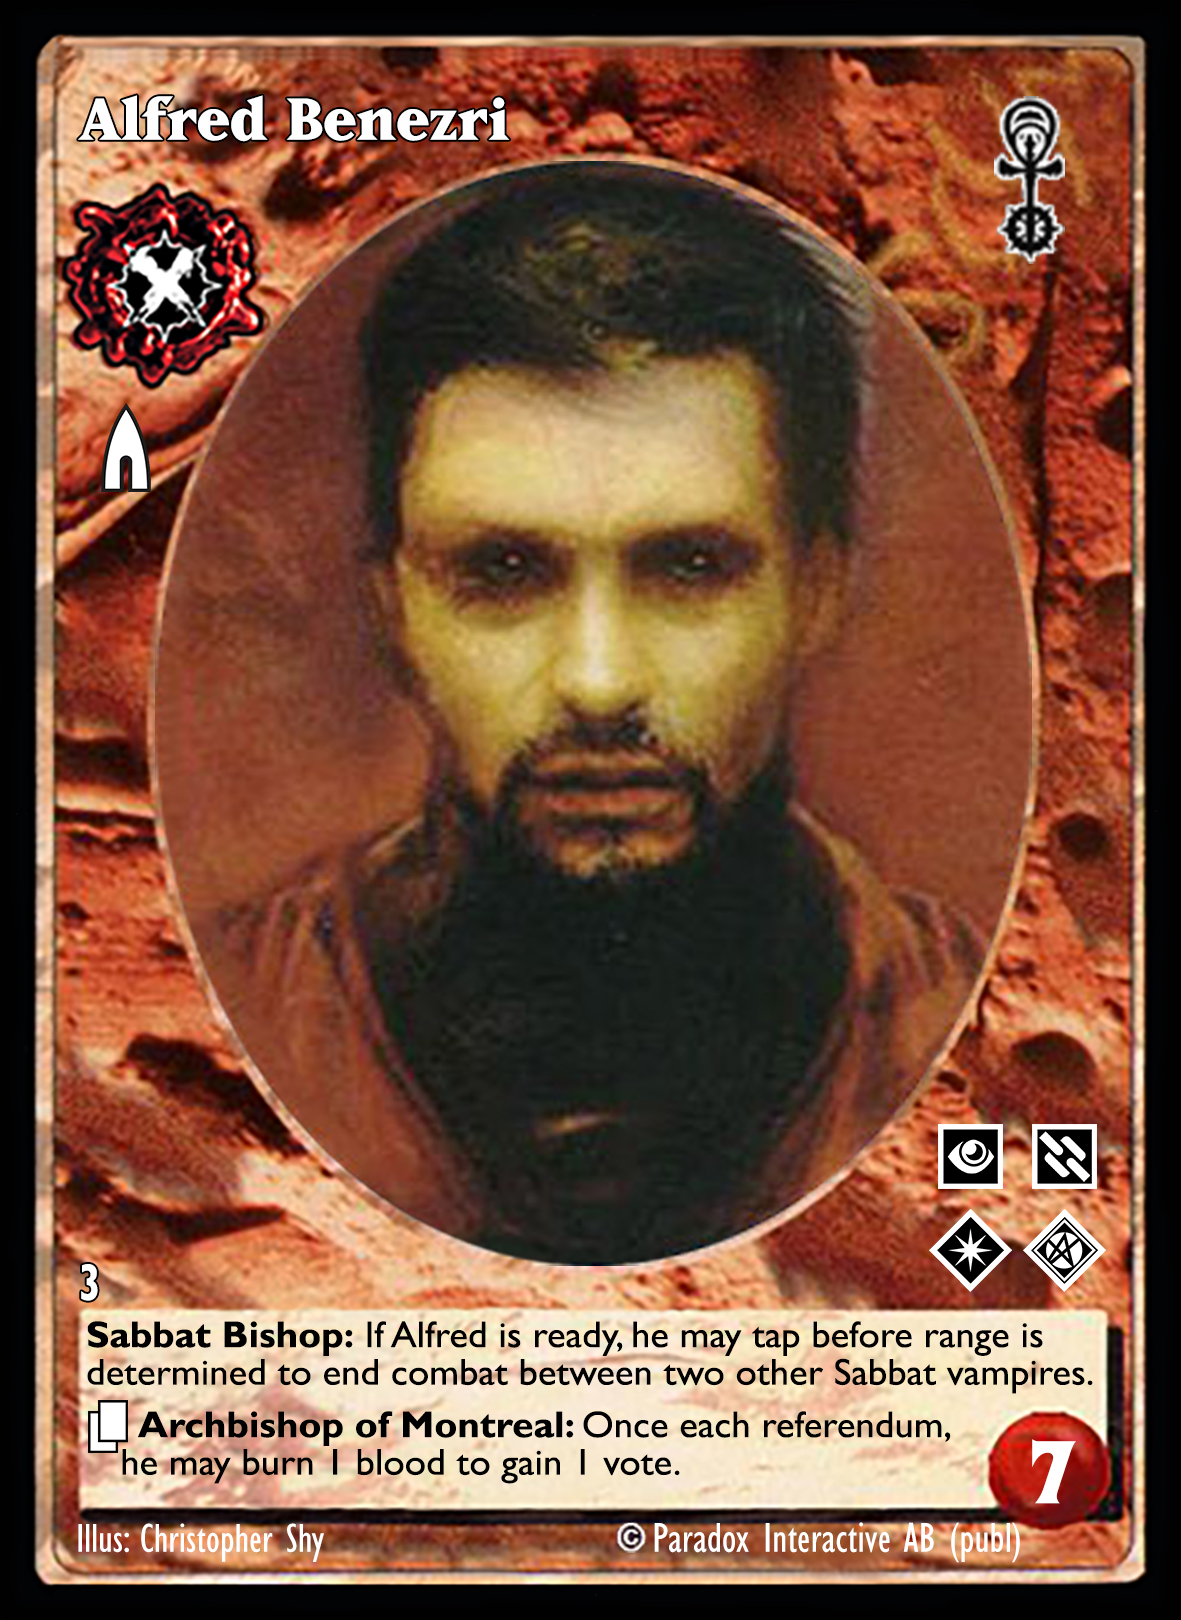 Alfred Benezri
3
Sabbat Bishop: If Alfred is ready, he may tap before range is
determined to end combat between two other Sabbat vampires.
Archbishop of Montreal: Once each referendum,
he may burn 1 blood to gain 1 vote.
7
Illus: Christopher Shy © Paradox Interactive AB (publ)